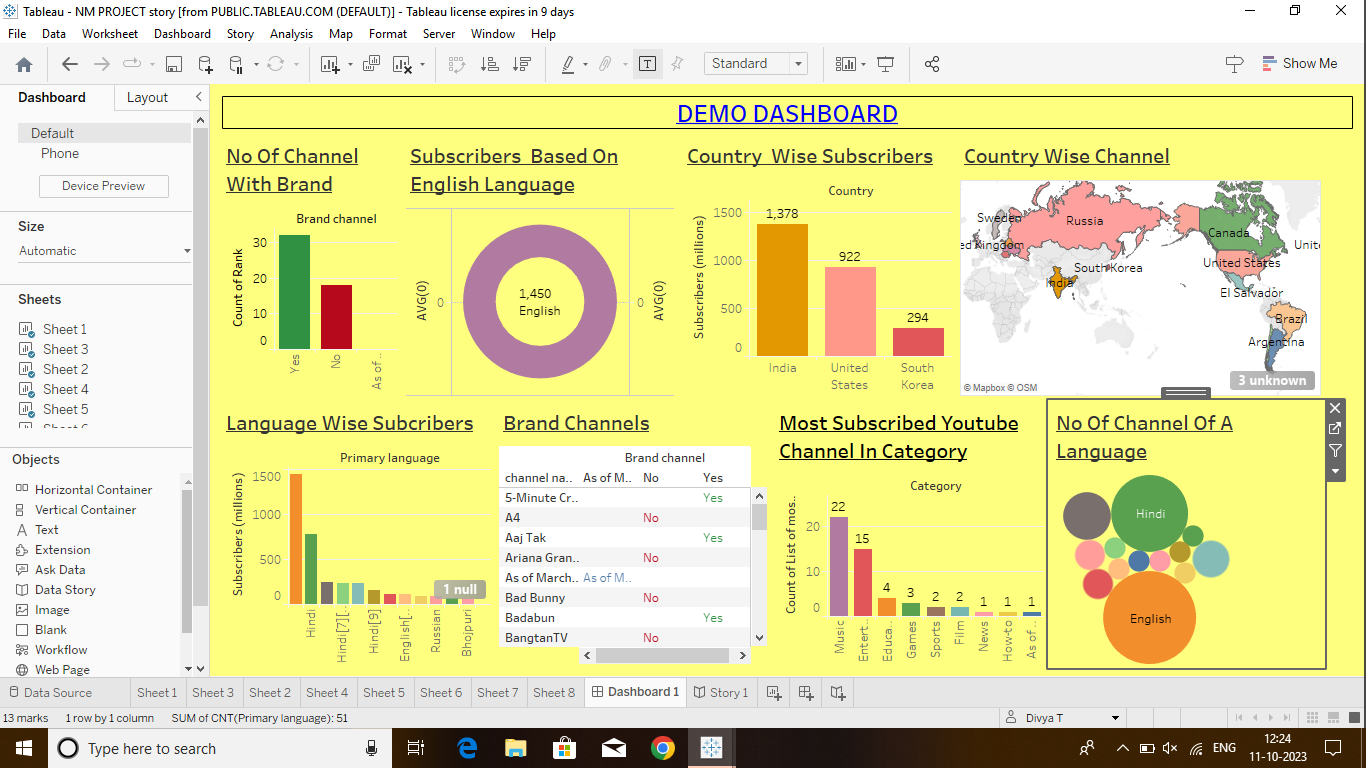 Tableau - NM PROJECT story [from PUBLIC.TABLEAU.COM (DEFAULT)] - Tableau license expires in 9 days
File Data Worksheet Dashboard Story Analysis Map Format Server Window Help
Standard
Show Me
Dashboard
Layout
Default
Phone
Device Preview
Size
Automatic
Sheets
Sheet 1
Sheet 3
Sheet 2
Sheet 4
Sheet 5
Objects
Horizontal Container
Vertical Container
Text
Extension
Ask Data
Data Story
Image
Blank
Workflow
Web Page
DEMO DASHBOARD
No Of Channel
With Brand
Brand channel
Count of Rank
30
20
10
0
Yes
No
As of ..
Subscribers Based On
English Language
AVG(0)
0
1,450
English
0
AVG(0)
Country Wise Subscribers
Country
Subscribers (millions)
1500
1000
500
0
1,378
922
294
India
United
States
South
Korea
Country Wise Channel
Sweden
Russia
ed Kingdom
Canada
Unite
South Korea
United States
India
El Salvador
Brazil
Argentina
© Mapbox © OSM
3 unknown
Language Wise Subcribers
Primary language
Subscribers (millions)
1500
1000
500
0
1 null
Hindi
Hindi[7][..
Hindi[9]
English[..
Russian
Bhojpuri
Brand Channels
Brand channel
channel na.. As of M.. No Yes
5-Minute Cr.. Yes
A4 No
Aaj Tak Yes
Ariana Gran.. No
As of March.. As of M..
Bad Bunny No
Badabun Yes
BangtanTV No
Most Subscribed Youtube
Channel In Category
Category
Count of List of mos..
20
10
0
22
15
4
3
2
2
1
1
1
Music
Entert..
Educa..
Games
Sports
Film
News
How-to
As of ..
No Of Channel Of A
Language
Hindi
English
Data Source Sheet 1 Sheet 3 Sheet 2 Sheet 4 Sheet 5 Sheet 6 Sheet 7 Sheet 8 Dashboard 1 Story 1
13 marks 1 row by 1 column SUM of CNT(Primary language): 51
Divya T
Type here to search
ENG
12:24
11-10-2023